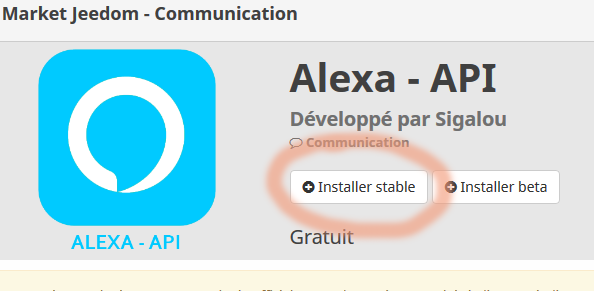 Market Jeedom - Communication
Alexa - API
Développé par Sigalou
Communication
Installer stable
Installer beta
Gratuit
ALEXA - API